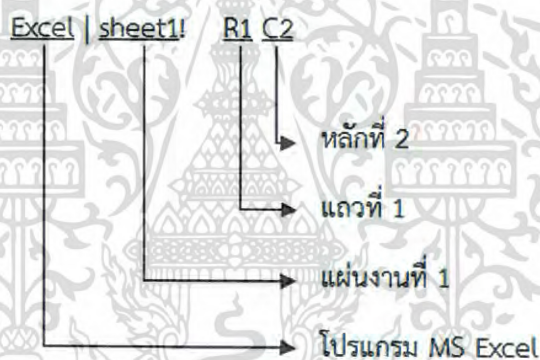 Excel | sheet1! R1 C2
หลักที่ 2
แถวที่ 1
แผ่นงานที่ 1
โปรแกรม MS Excel